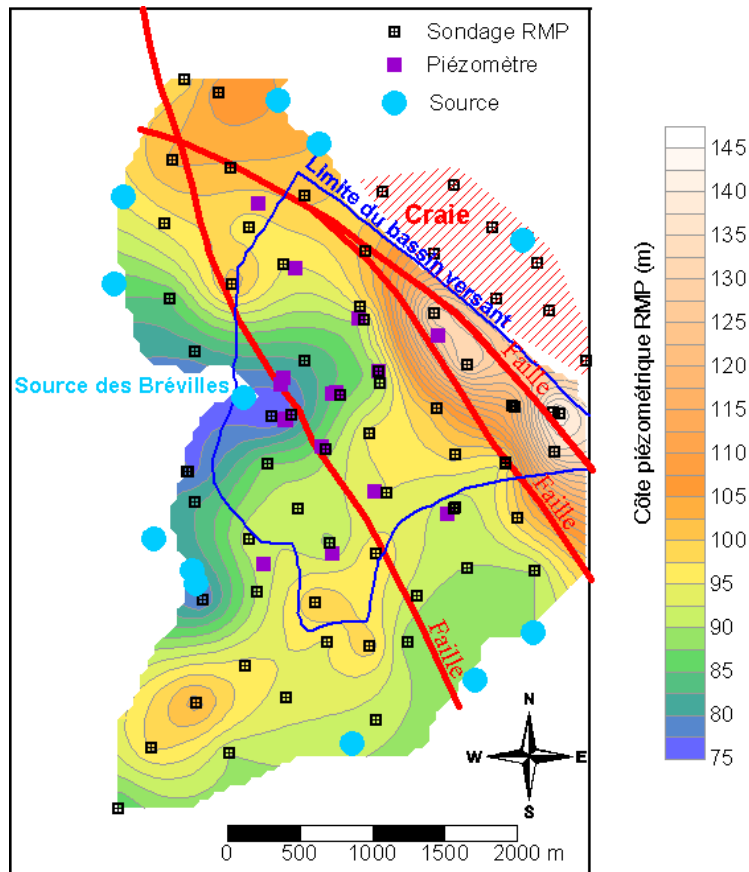 Sondage RMP
Piézomètre
Source
Limite du bassin versant
Craie
Source des Brévilles
Faille
Faille
Faille
N
W
E
S
0
500
1000
1500
2000 m
Côte piézométrique RMP (m)
145
140
135
130
125
120
115
110
105
100
95
90
85
80
75